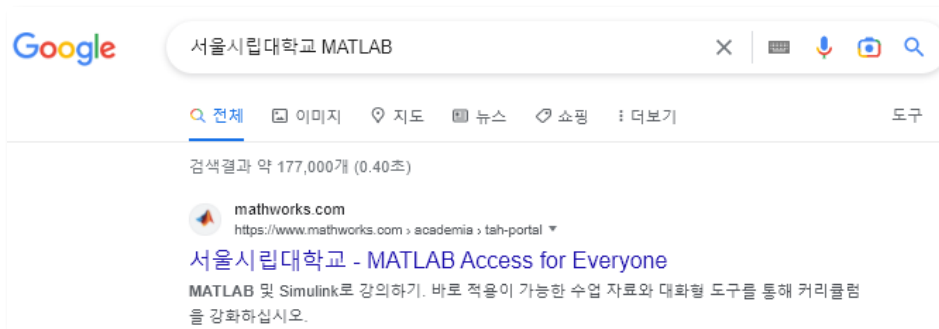 Google
서울시립대학교 MATLAB
전체 이미지 지도 뉴스 쇼핑 더보기 도구
검색결과 약 177,000개 (0.40초)
mathworks.com
https://www.mathworks.com › academia › tah-portal
서울시립대학교 - MATLAB Access for Everyone
MATLAB 및 Simulink로 강의하기. 바로 적용이 가능한 수업 자료와 대화형 도구를 통해 커리큘럼
을 강화하십시오.